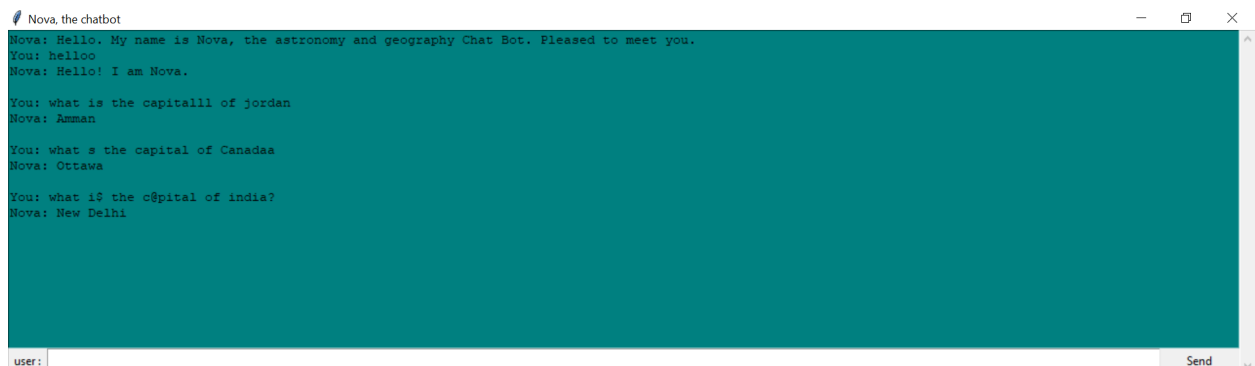 Nova, the chatbot
Nova: Hello. My name is Nova, the astronomy and geography Chat Bot. Pleased to meet you.
You: helloo
Nova: Hello! I am Nova.
You: what is the capitalll of jordan
Nova: Amman
You: what s the capital of Canadaa
Nova: Ottawa
You: what i$ the c@pital of india?
Nova: New Delhi
user: Send